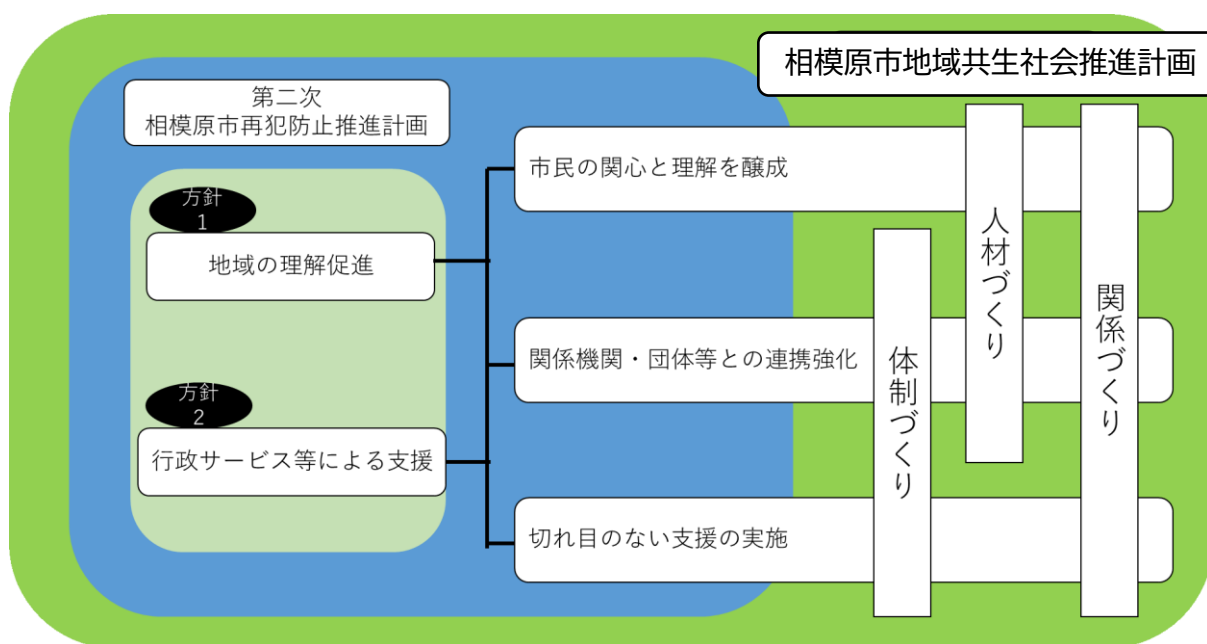 相模原市地域共生社会推進計画
第二次
相模原市再犯防止推進計画
方針
1
地域の理解促進
方針
2
行政サービス等による支援
市民の関心と理解を醸成
関係機関・団体等との連携強化
切れ目のない支援の実施
体制づくり
人材づくり
関係づくり